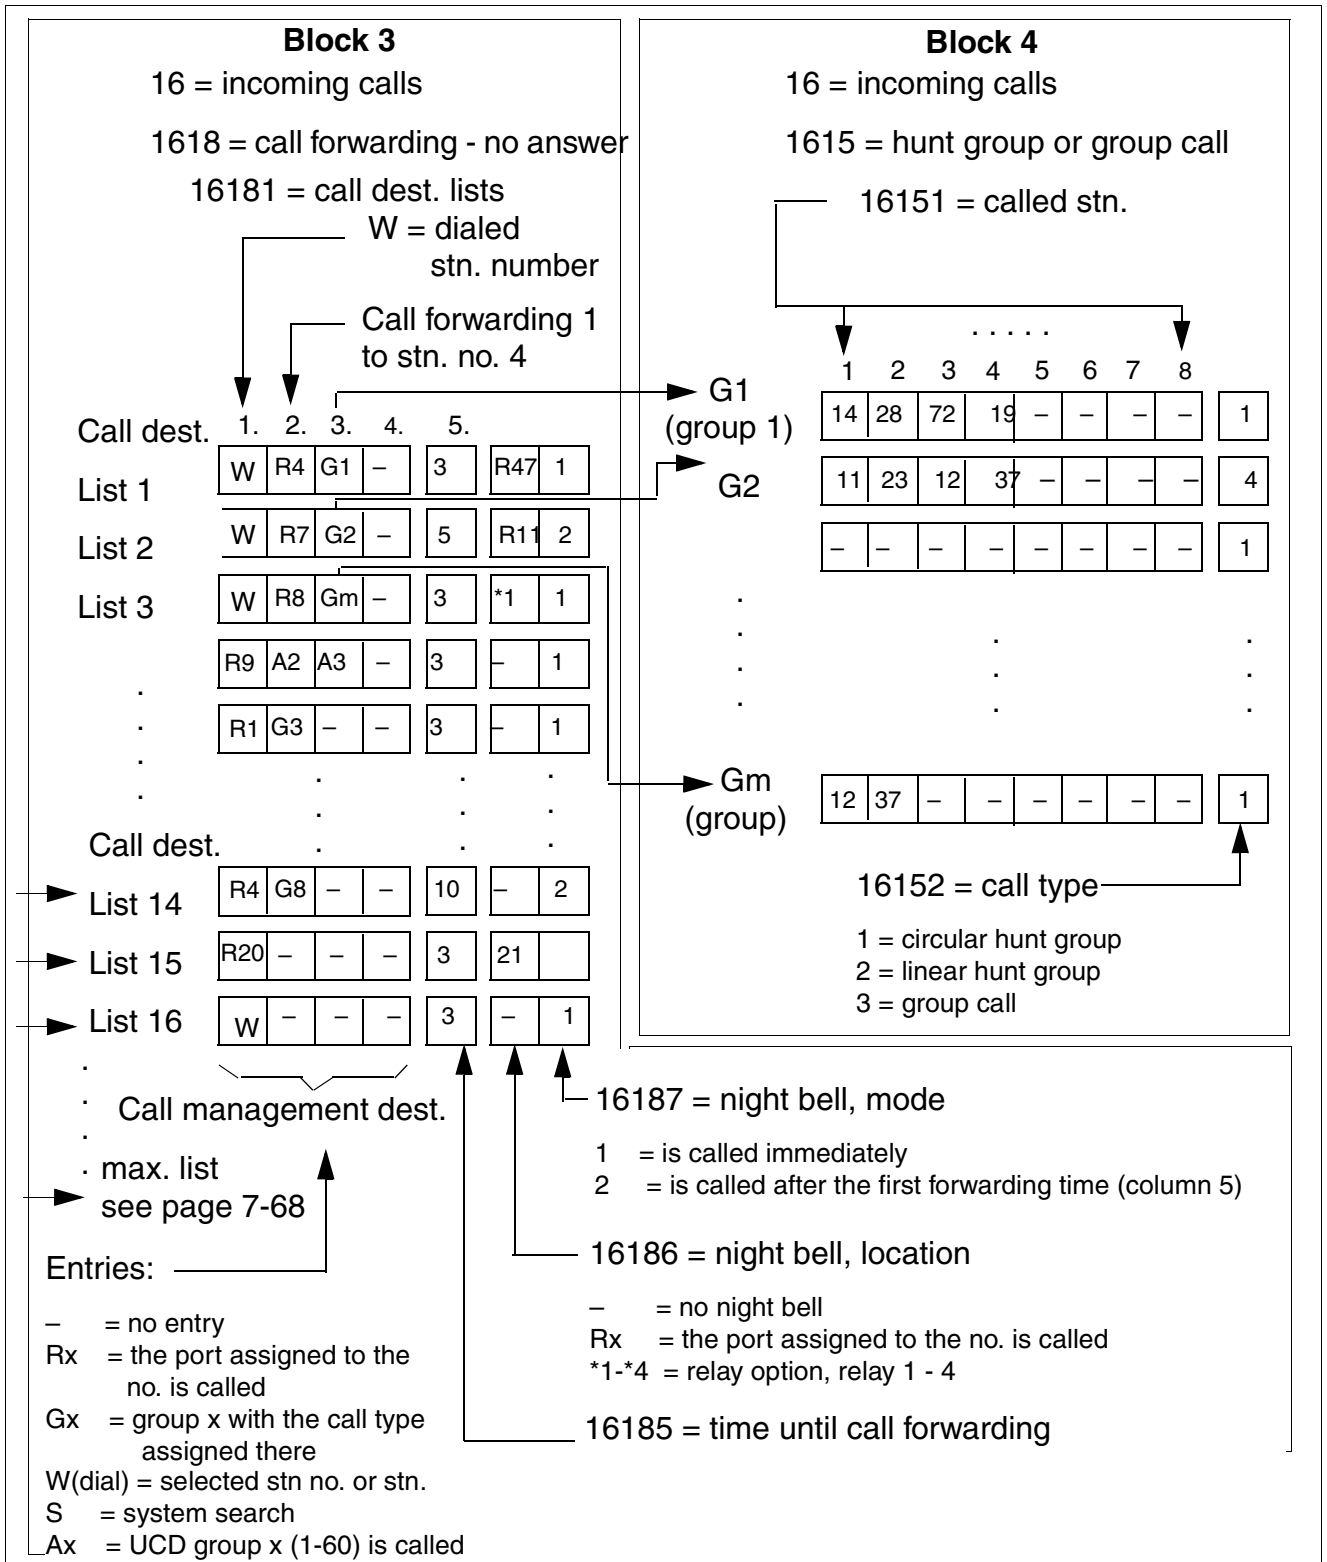 Block 3
16 = incoming calls
1618 = call forwarding - no answer
16181 = call dest. lists
W = dialed
stn. number
Call forwarding 1
to stn. no. 4
Call dest. 1. 2. 3. 4. 5.
List 1 W R4 G1 – 3 R47 1
List 2 W R7 G2 – 5 R11 2
List 3 W R8 Gm – 3 *1 1
R9 A2 A3 – 3 – 1
. R1 G3 – – 3 – 1
. . . .
. . . .
. . . .
Call dest.
List 14 R4 G8 – – 10 – 2
List 15 R20 – – – 3 21
List 16 W – – – 3 – 1
.
. Call management dest.
.
. max. list
see page 7-68
Entries:
– = no entry
Rx = the port assigned to the
no. is called
Gx = group x with the call type
assigned there
W(dial) = selected stn no. or stn.
S = system search
Ax = UCD group x (1-60) is called
Block 4
16 = incoming calls
1615 = hunt group or group call
16151 = called stn.
. . . . .
1 2 3 4 5 6 7 8
G1 14 28 72 19 – – – – 1
(group 1)
G2 11 23 12 37 – – – – 4
– – – – – – – – 1
.
. . .
. . .
. . .
Gm 12 37 – – – – – – 1
(group)
16152 = call type
1 = circular hunt group
2 = linear hunt group
3 = group call
16187 = night bell, mode
1 = is called immediately
2 = is called after the first forwarding time (column 5)
16186 = night bell, location
– = no night bell
Rx = the port assigned to the no. is called
*1-*4 = relay option, relay 1 - 4
16185 = time until call forwarding